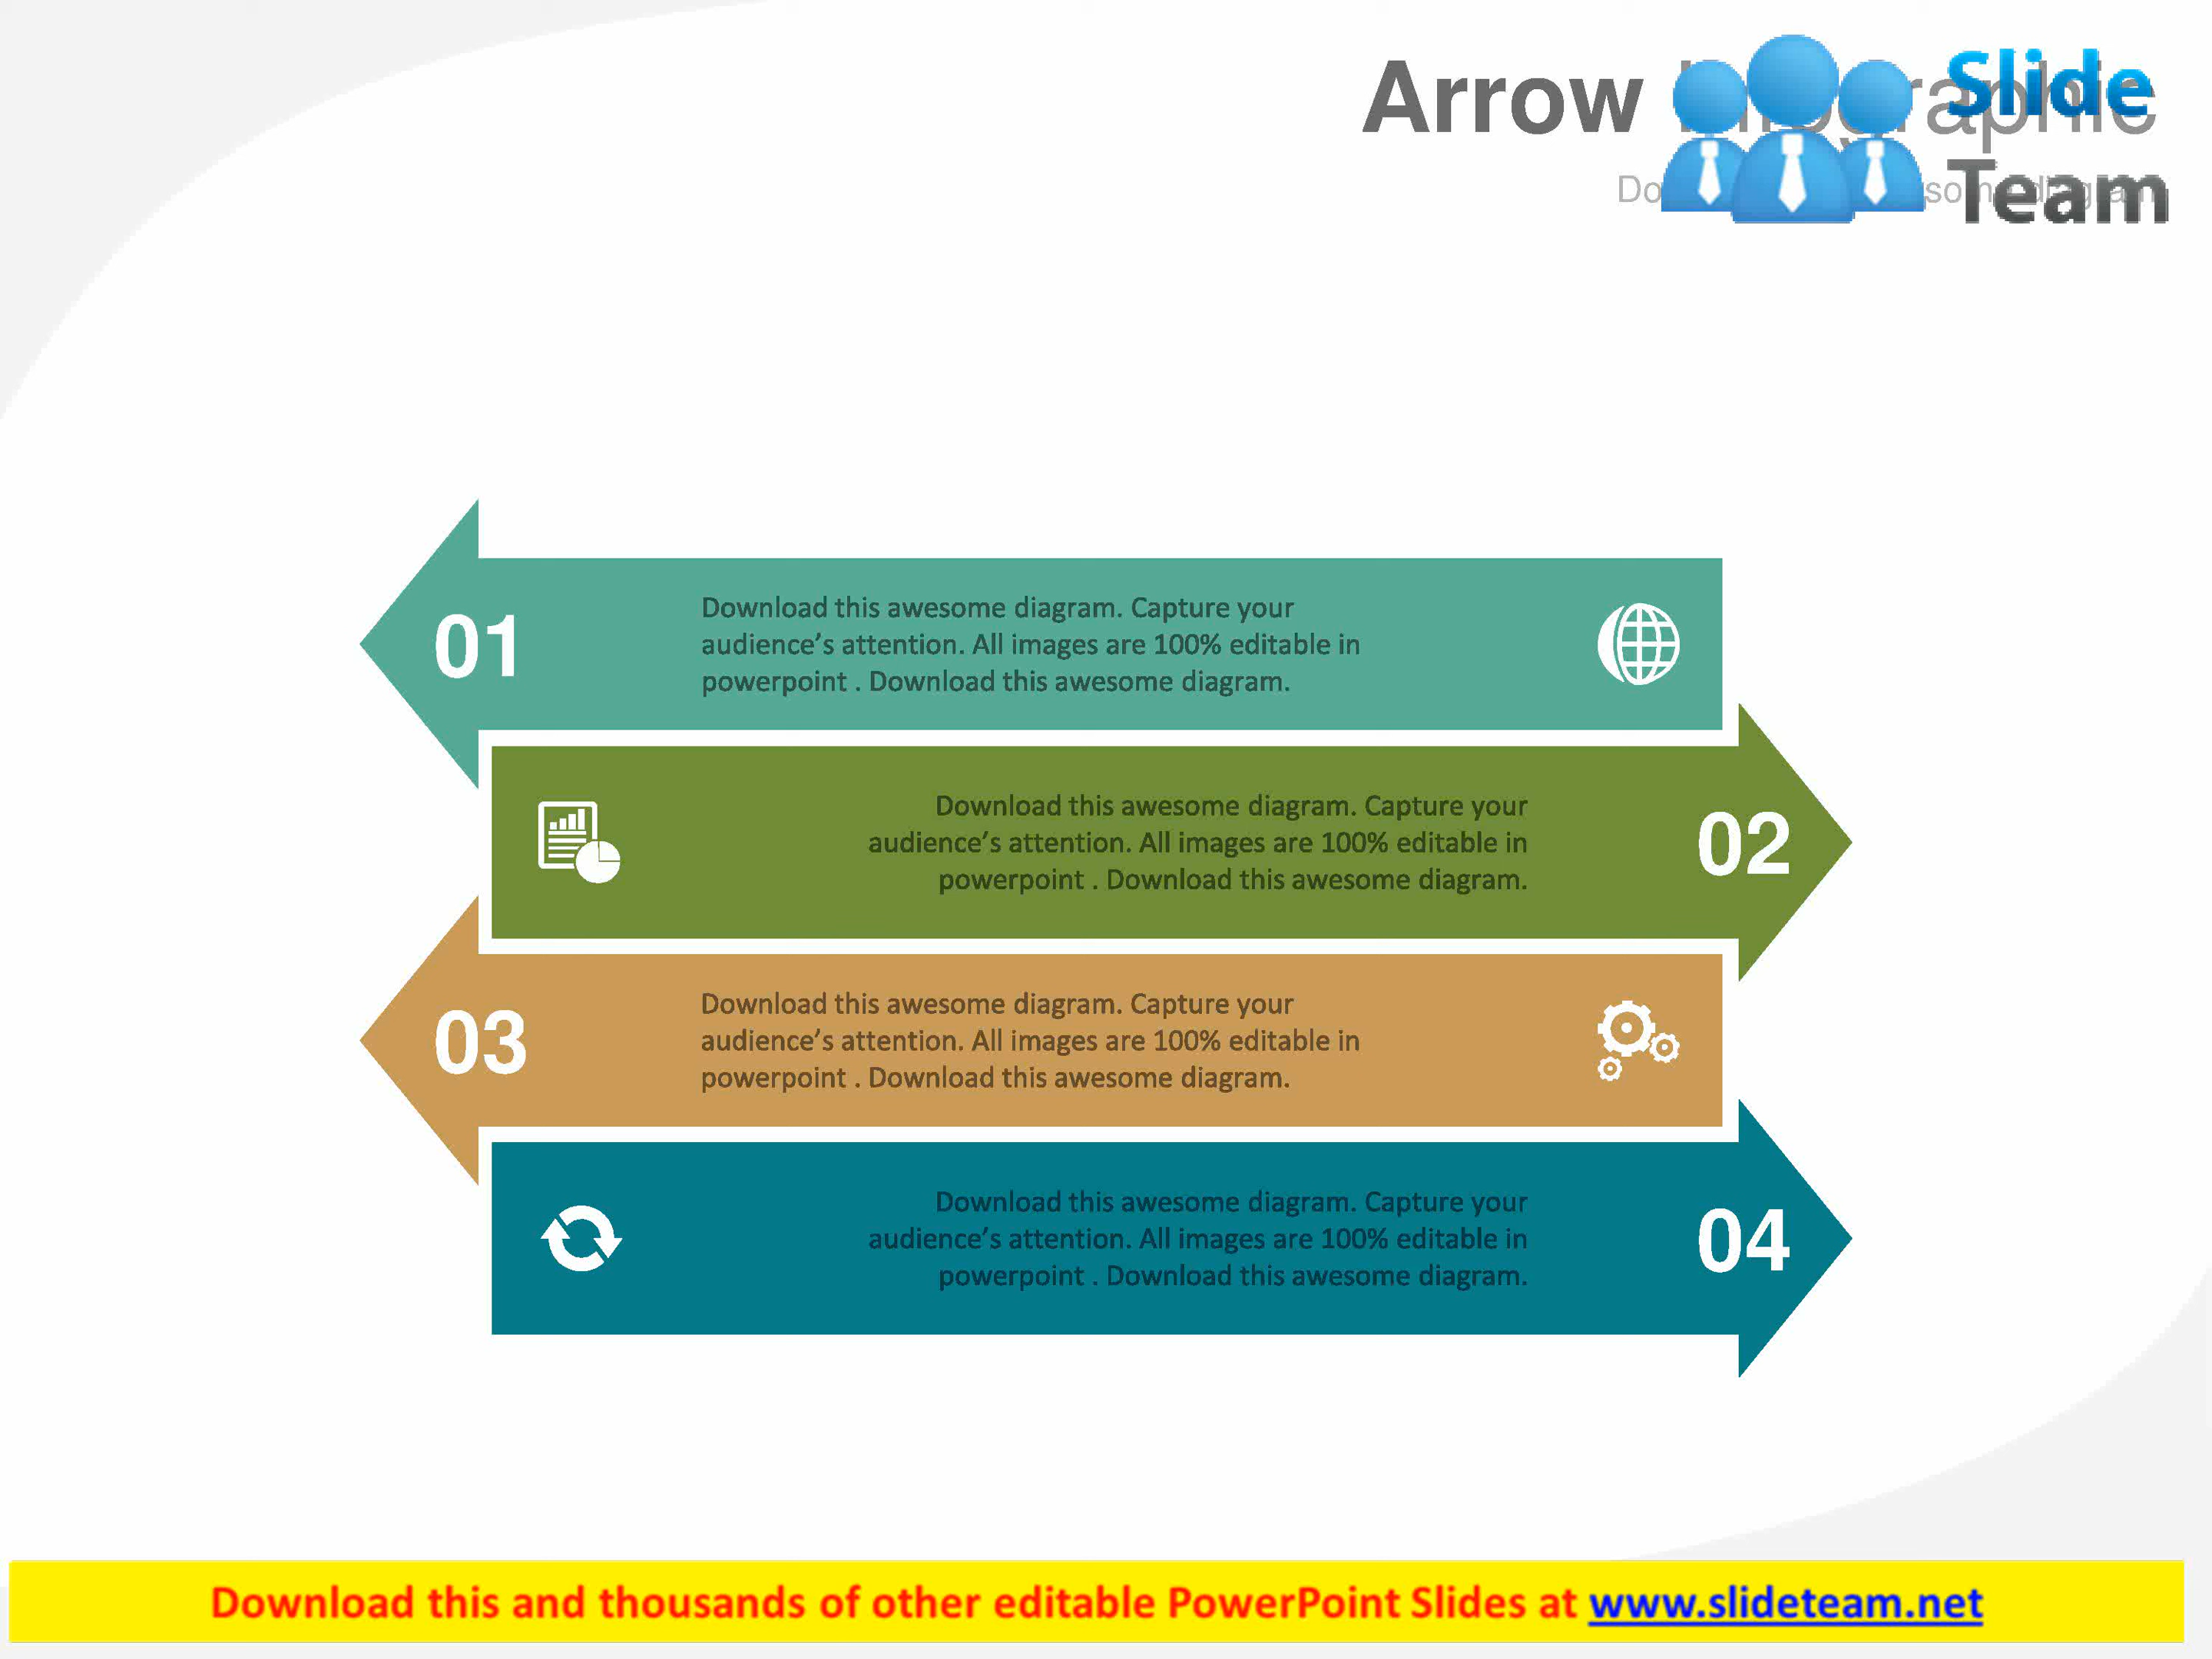 Arrow
Slide
Team
01
Download this awesome diagram. Capture your
audience's attention. All images are 100% editable in
powerpoint . Download this awesome diagram.
Download this awesome diagram. Capture your
audience's attention. All images are 100% editable in
powerpoint . Download this awesome diagram.
02
03
Download this awesome diagram. Capture your
audience's attention. All images are 100% editable in
powerpoint . Download this awesome diagram.
Download this awesome diagram. Capture your
audience's attention. All images are 100% editable in
powerpoint . Download this awesome diagram.
04
Download this and thousands of other editable PowerPoint Slides at www.slideteam.net